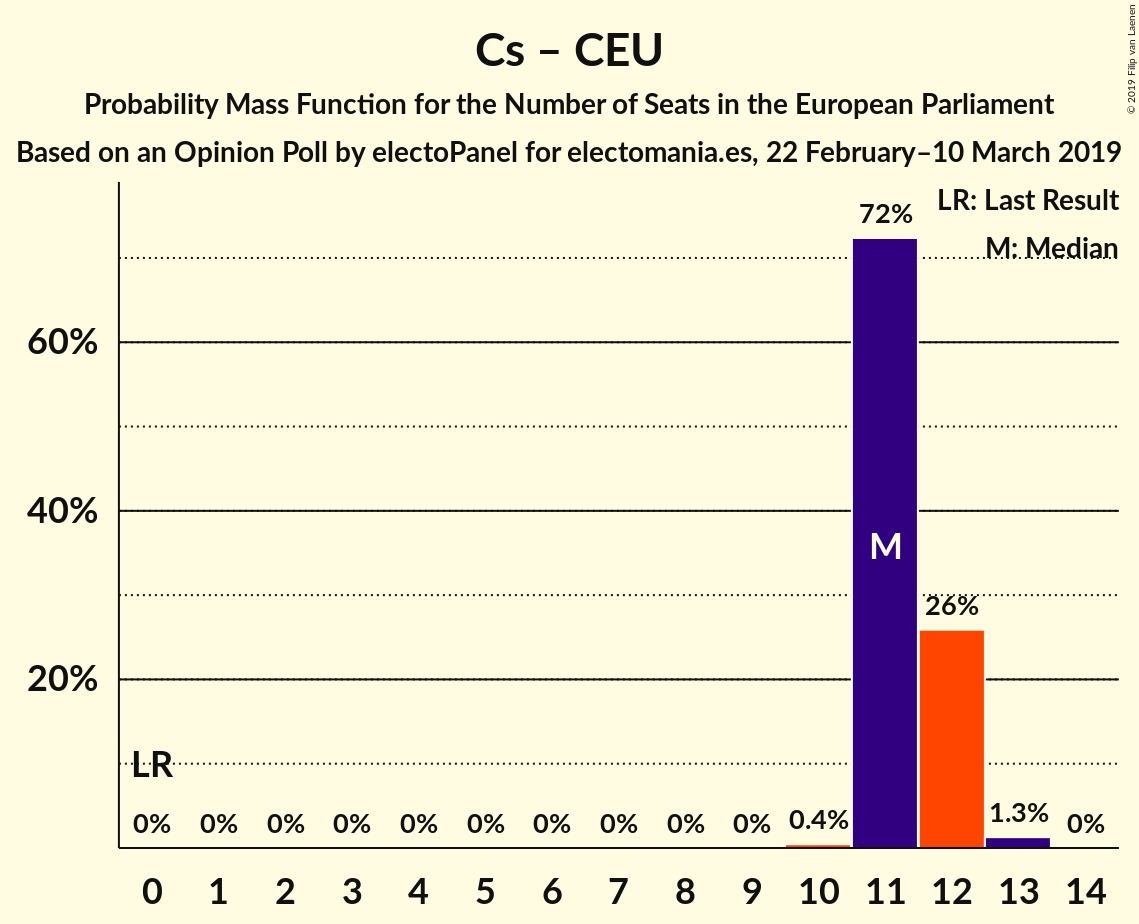 Cs – CEU
Probability Mass Function for the Number of Seats in the European Parliament
Based on an Opinion Poll by electoPanel for electomania.es, 22 February–10 March 2019
© 2019 Filip van Laenen
LR: Last Result
M: Median
60%
40%
20%
LR
M
0% 0% 0% 0% 0% 0% 0% 0% 0% 0% 0.4% 72% 26% 1.3% 0%
0 1 2 3 4 5 6 7 8 9 10 11 12 13 14